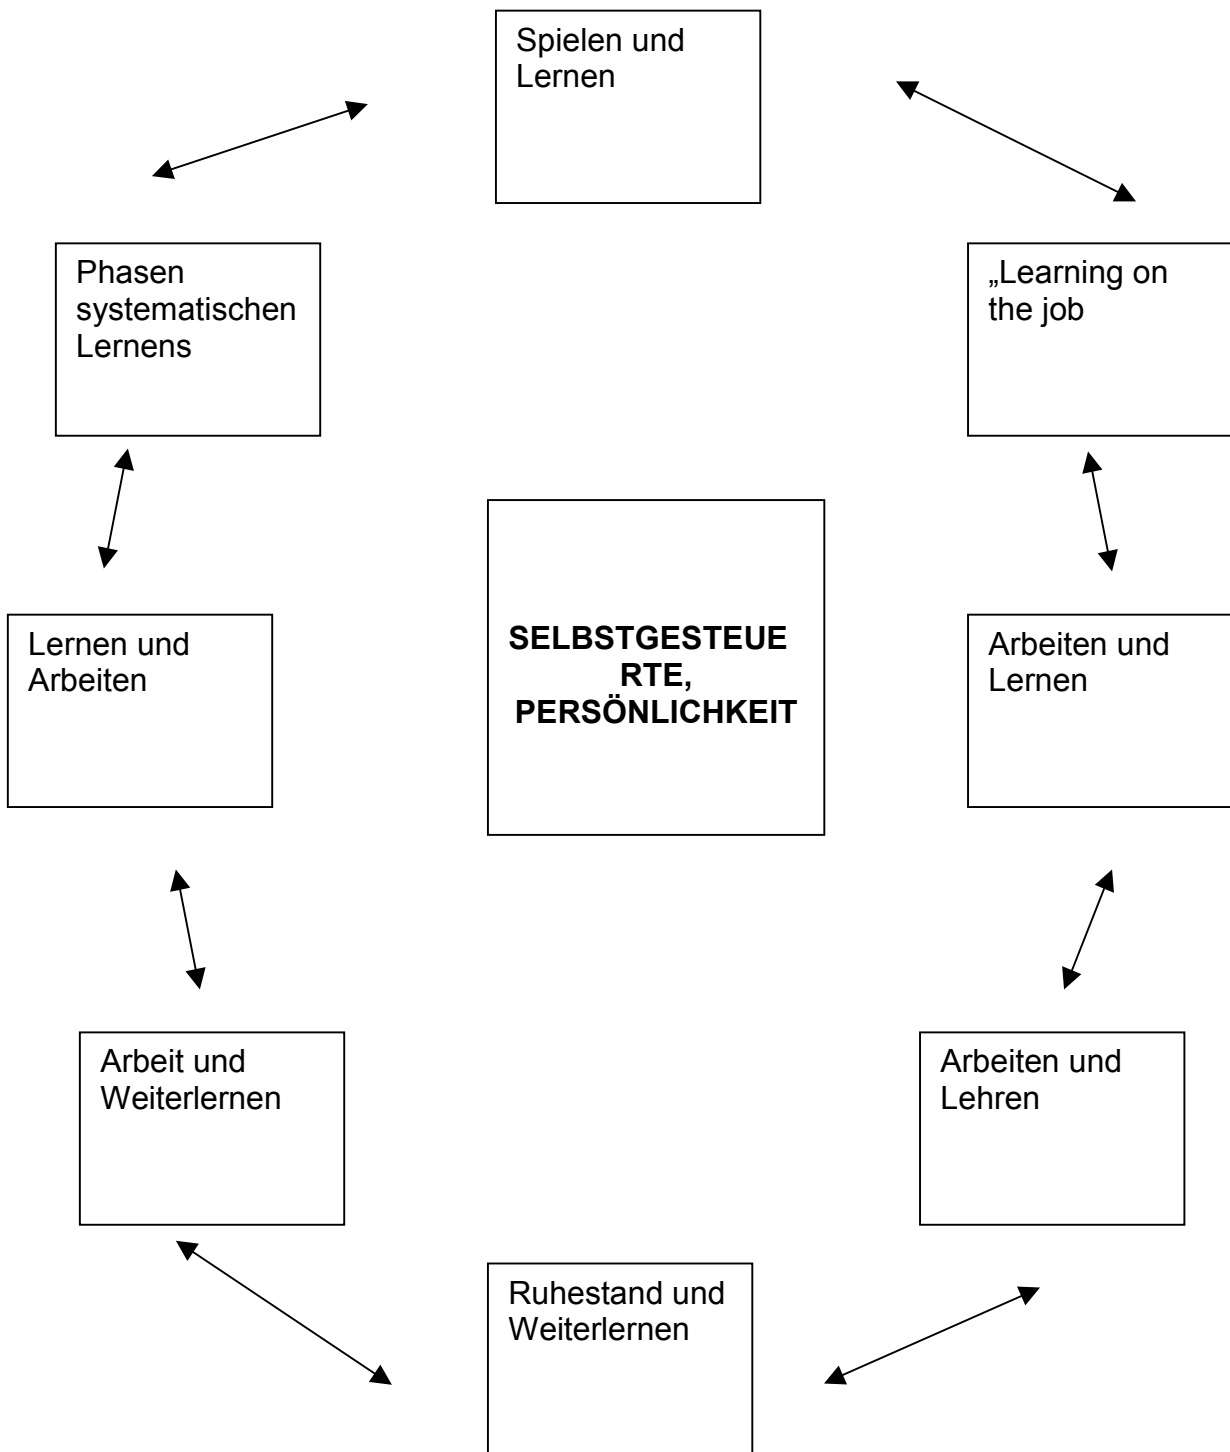 Spielen und
Lernen
Phasen
systematischen
Lernens
„Learning on
the job
SELBSTGESTEUE
RTE,
PERSÖNLICHKEIT
Lernen und
Arbeiten
Arbeiten und
Lernen
Arbeit und
Weiterlernen
Arbeiten und
Lehren
Ruhestand und
Weiterlernen